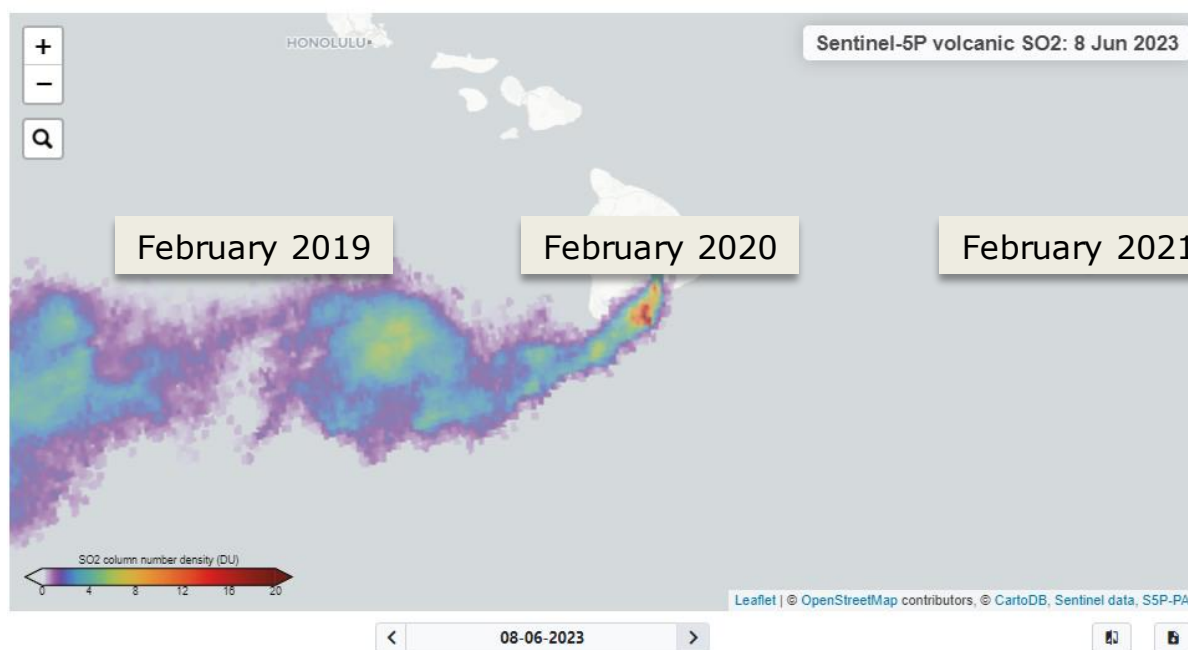 +
−
HONOLULU
Sentinel-5P volcanic SO2: 8 Jun 2023
February 2019
February 2020
February 2021
SO2 column number density (DU)
0 4 8 12 16 20
Leaflet | © OpenStreetMap contributors, © CartoDB, Sentinel data, S5P-PA
< 08-06-2023 >